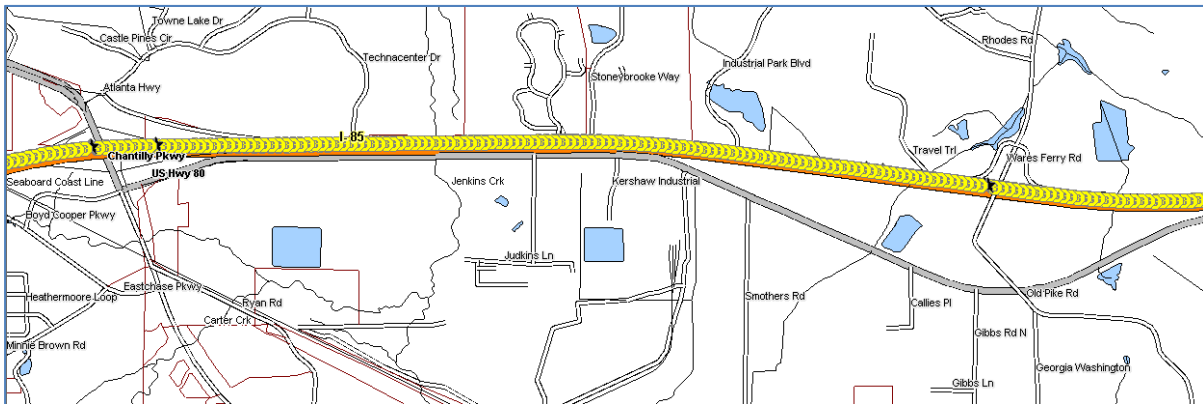 Towne Lake Dr
Castle Pines Cir
Technacenter Dr
Rhodes Rd
Industrial Park Blvd
Stoneybrooke Way
Atlanta Hwy
I- 85
Chantilly Pkwy
Travel Trl
Wares Ferry Rd
US Hwy 80
Seaboard Coast Line
Jenkins Crk
Kershaw Industrial
Boyd Cooper Pkwy
Judkins Ln
Eastchase Pkwy
Heathermoore Loop
Ryan Rd
Smothers Rd
Callies Pl
Old Pike Rd
Carter Crk
Gibbs Rd N
Minnie Brown Rd
Georgia Washington
Gibbs Ln